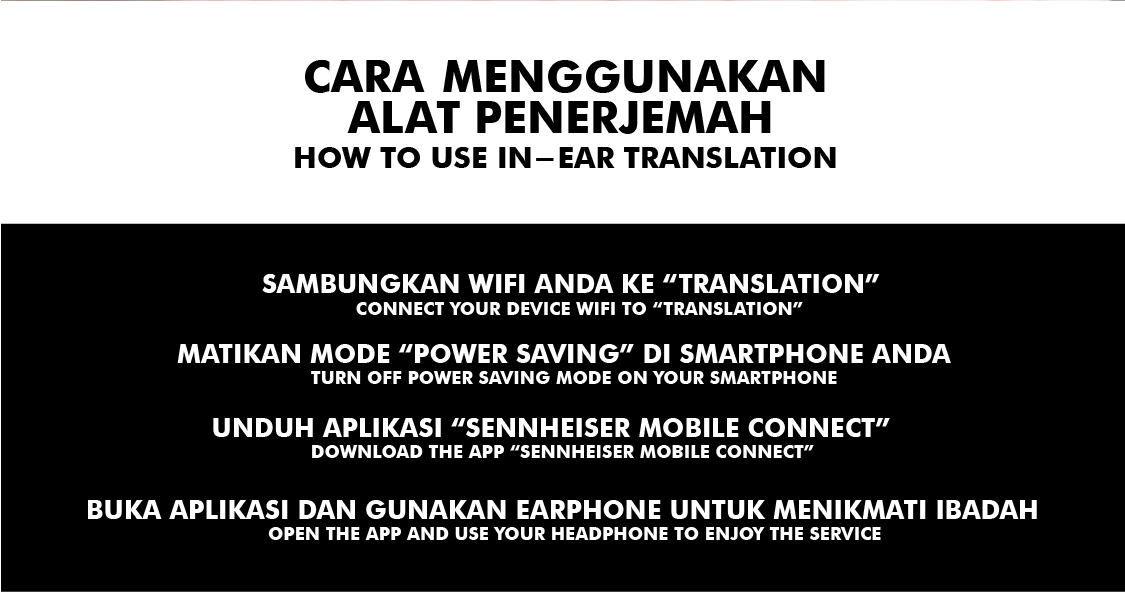 CARA MENGGUNAKAN
ALAT PENERJEMAH
HOW TO USE IN–EAR TRANSLATION
SAMBUNGKAN WIFI ANDA KE “TRANSLATION”
CONNECT YOUR DEVICE WIFI TO “TRANSLATION”
MATIKAN MODE “POWER SAVING” DI SMARTPHONE ANDA
TURN OFF POWER SAVING MODE ON YOUR SMARTPHONE
UNDUH APLIKASI “SENNHEISER MOBILE CONNECT”
DOWNLOAD THE APP “SENNHEISER MOBILE CONNECT”
BUKA APLIKASI DAN GUNAKAN EARPHONE UNTUK MENIKMATI IBADAH
OPEN THE APP AND USE YOUR HEADPHONE TO ENJOY THE SERVICE